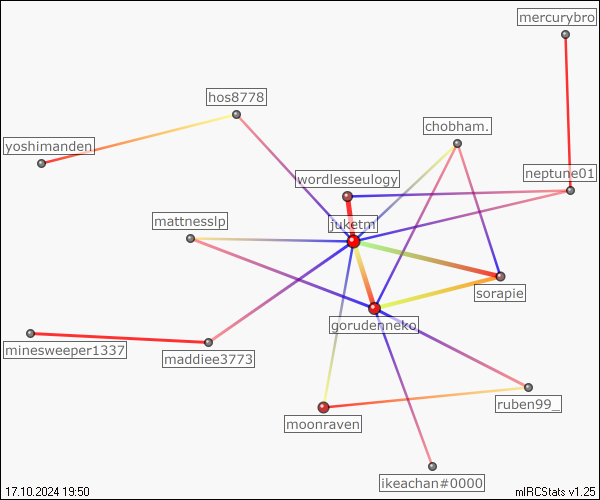 mercurybro
hos8778
chobham.
yoshimanden
neptune01
wordlesseulogy
mattnesslp
juketm
sorapie
gorudenneko
minesweeper1337
maddiee3773
ruben99_
moonraven
ikeachan#0000
17.10.2024 19:50
mIRCStats v1.25